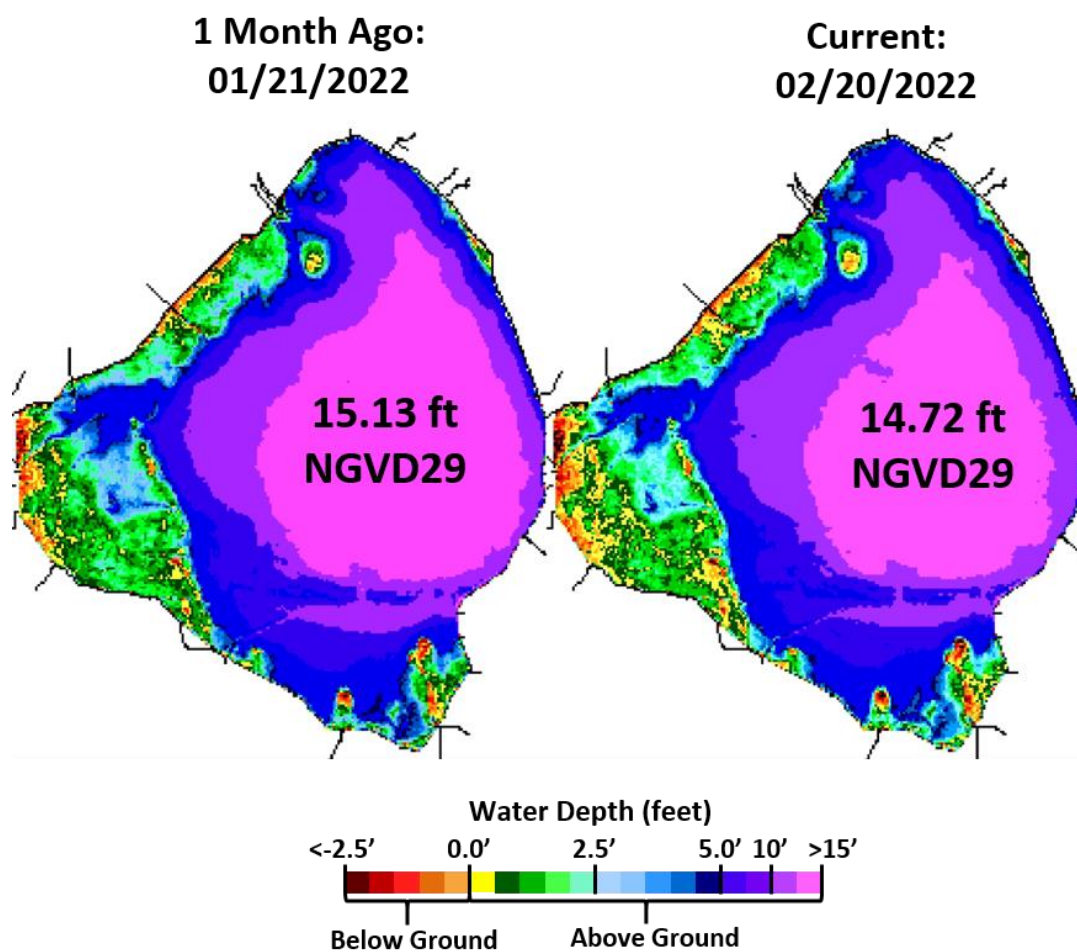 1 Month Ago:
01/21/2022
Current:
02/20/2022
15.13 ft
NGVD29
14.72 ft
NGVD29
Water Depth (feet)
<-2.5’ 0.0’ 2.5’ 5.0’ 10’ >15’
Below Ground Above Ground